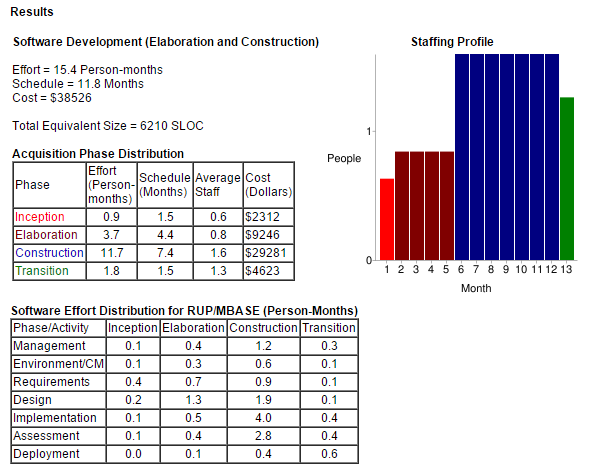 Results
Software Development (Elaboration and Construction)
Effort = 15.4 Person-months
Schedule = 11.8 Months
Cost = $38526
Total Equivalent Size = 6210 SLOC
Acquisition Phase Distribution
Phase Effort (Person-months) Schedule (Months) Average Staff Cost (Dollars)
Inception 0.9 1.5 0.6 $2312
Elaboration 3.7 4.4 0.8 $9246
Construction 11.7 7.4 1.6 $29281
Transition 1.8 1.5 1.3 $4623
Staffing Profile
People
1
0
1 2 3 4 5 6 7 8 9 10 11 12 13
Month
Software Effort Distribution for RUP/MBASE (Person-Months)
Phase/Activity Inception Elaboration Construction Transition
Management 0.1 0.4 1.2 0.3
Environment/CM 0.1 0.3 0.6 0.1
Requirements 0.4 0.7 0.9 0.1
Design 0.2 1.3 1.9 0.1
Implementation 0.1 0.5 4.0 0.4
Assessment 0.1 0.4 2.8 0.4
Deployment 0.0 0.1 0.4 0.6